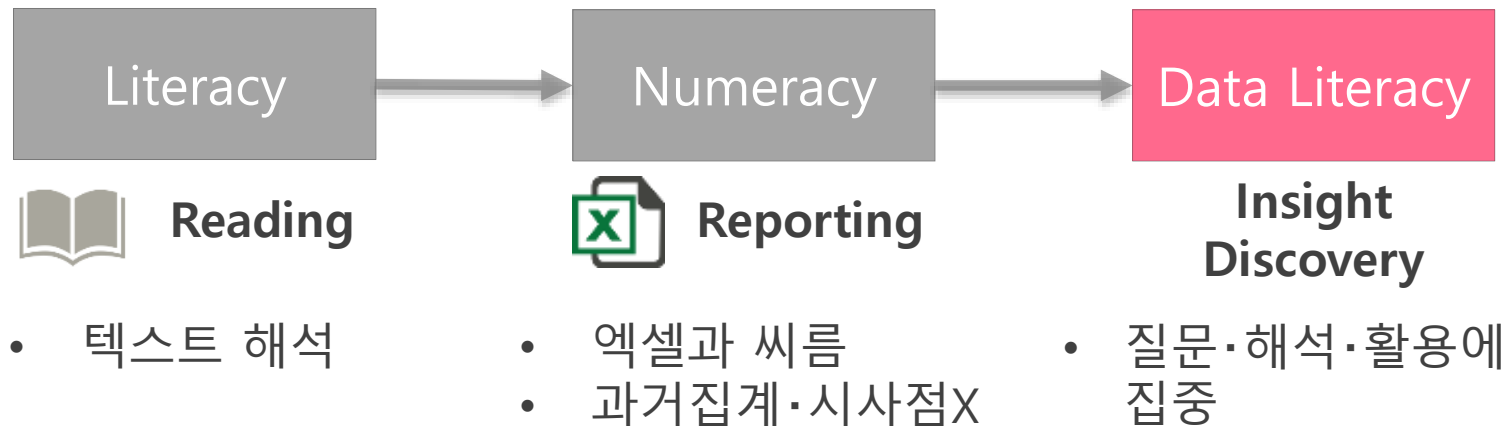 Literacy
Numeracy
Data Literacy
Reading
X
Reporting
Insight
Discovery
• 텍스트 해석
• 엑셀과 씨름
• 과거집계·시사점X
• 질문·해석·활용에
집중